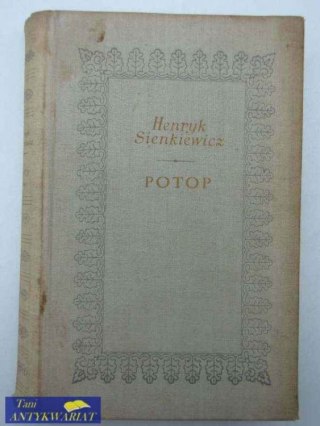 Henryk
Sienkiewicz
POTOP
Tani
ANTYKWARIAT